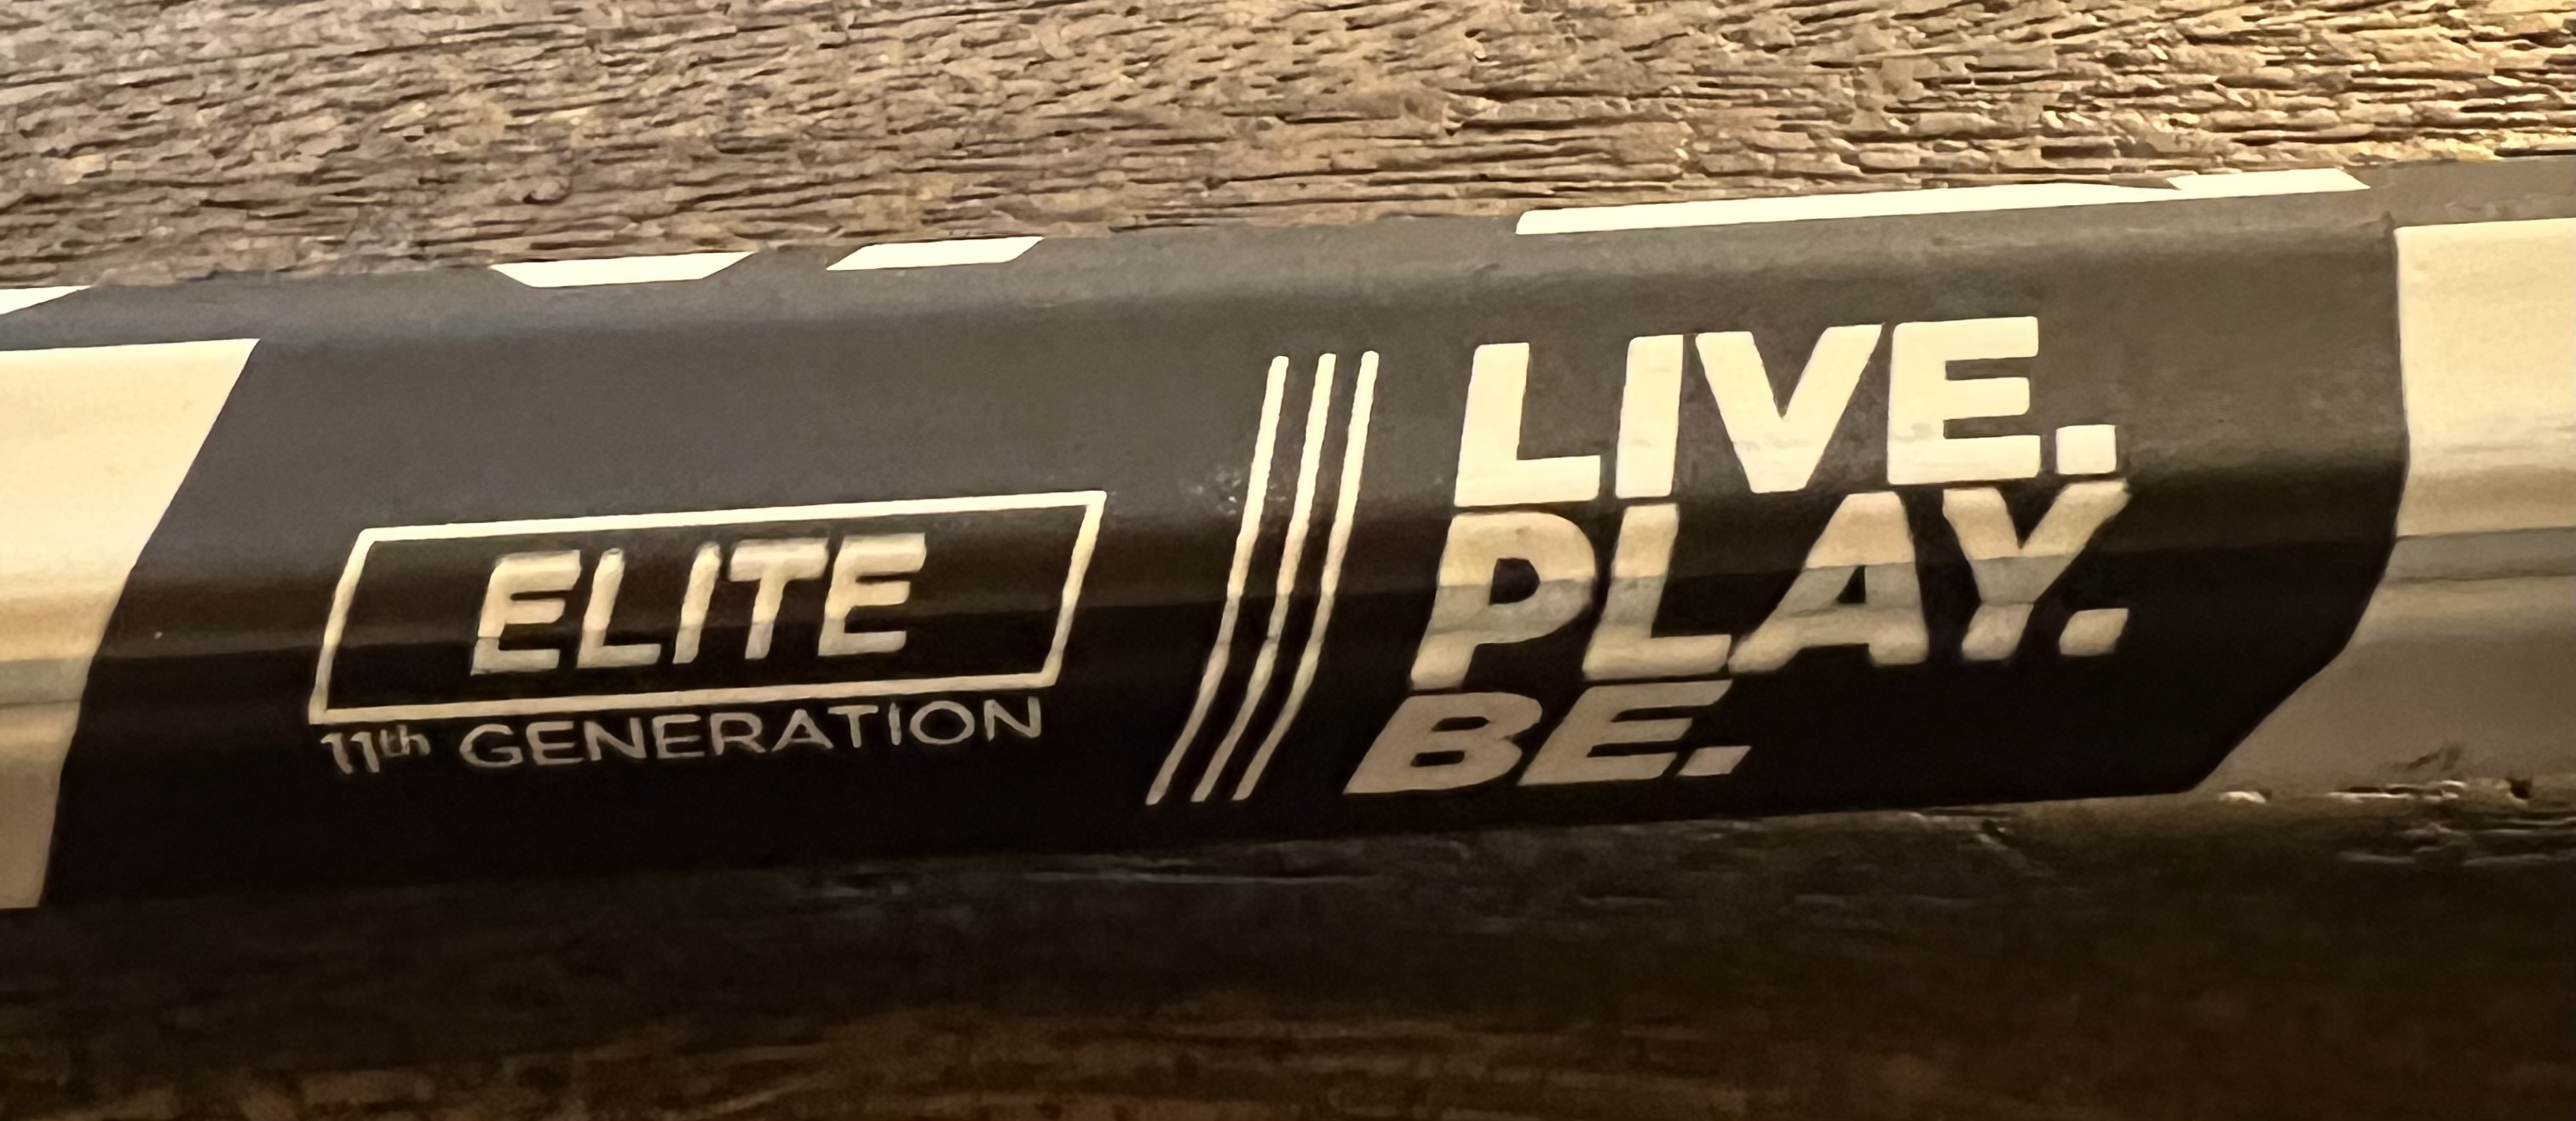 ELITE
11th GENERATION
LIVE.
PLAY.
BE.